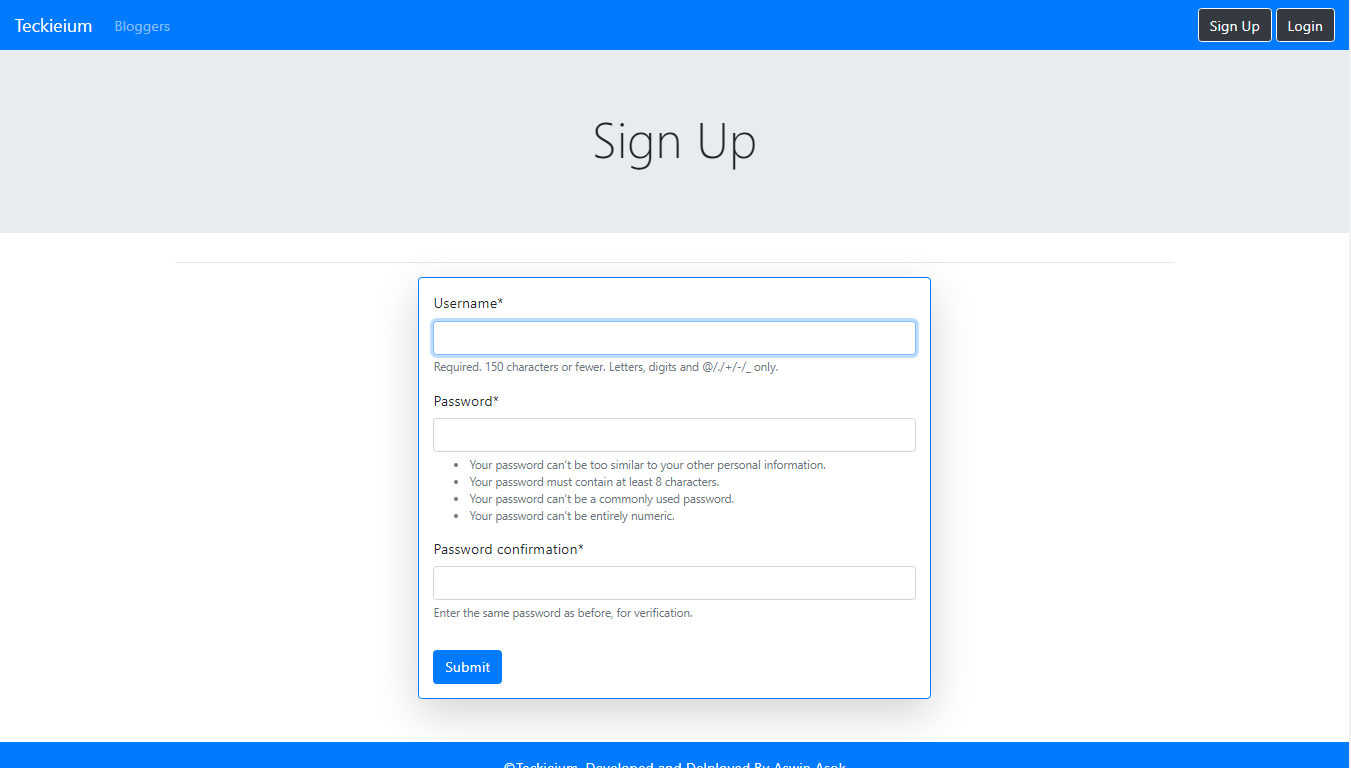 Teckieium Bloggers Sign Up Login
Sign Up
Username*
Required. 150 characters or fewer. Letters, digits and @/./+/-/_ only.
Password*
Your password can't be too similar to your other personal information.
Your password must contain at least 8 characters.
Your password can't be a commonly used password.
Your password can't be entirely numeric.
Password confirmation*
Enter the same password as before, for verification.
Submit
©Teckieium. Developed and Delployed By Aswin Asok